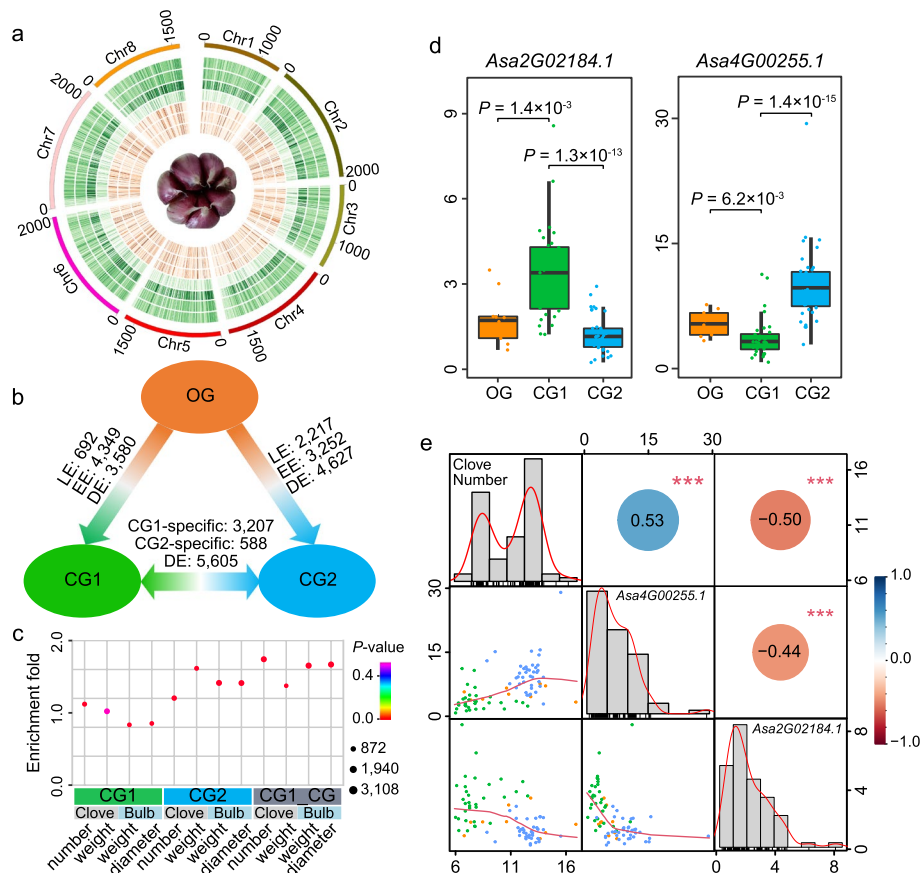 a
Chr1
0
1000
Chr2
0
2000
Chr3
0
1000
Chr4
0
1500
Chr5
0
1500
Chr6
0
2000
Chr7
0
2000
Chr8
0
1500
b
OG
LE: 692
EE: 4,349
DE: 3,580
LE: 2,217
EE: 3,252
DE: 4,627
CG1-specific: 3,207
CG2-specific: 588
DE: 5,605
CG1
CG2
c
Enrichment fold
2.0
1.0
0.0
P-value
0.4
0.0
872
1,940
3,108
CG1 CG2 CG1_CG
Clove Bulb Clove Bulb Clove Bulb
number weight weight diameter number weight weight diameter number weight weight diameter
d
Asa2G02184.1
9
6
3
0
P = 1.4×10-3
P = 1.3×10-13
OG CG1 CG2
Asa4G00255.1
30
15
0
P = 1.4×10-15
P = 6.2×10-3
OG CG1 CG2
e
0 15 30
Clove
Number
0.53
***
−0.50
***
16
11
6
30
15
0
Asa4G00255.1
−0.44
***
Asa2G02184.1
8
4
0
6 11 16
0 4 8
1.0
0.5
0.0
−0.5
−1.0